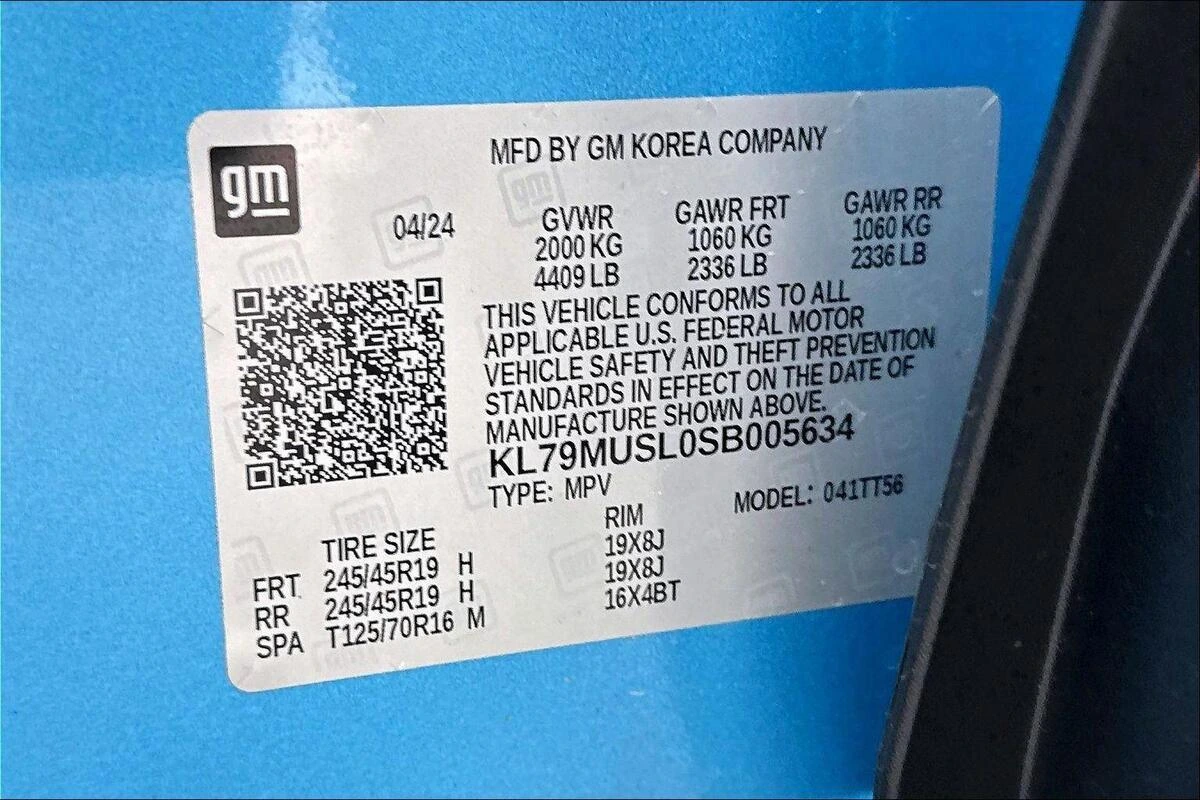 gm
MFD BY GM KOREA COMPANY
04/24
GVWR GAWR FRT GAWR RR
2000 KG 1060 KG 1060 KG
4409 LB 2336 LB 2336 LB
THIS VEHICLE CONFORMS TO ALL
APPLICABLE U.S. FEDERAL MOTOR
VEHICLE SAFETY AND THEFT PREVENTION
STANDARDS IN EFFECT ON THE DATE OF
MANUFACTURE SHOWN ABOVE.
KL79MUSL0SB005634
TYPE: MPV MODEL: 041TT56
TIRE SIZE RIM
FRT 245/45R19 H 19X8J
RR 245/45R19 H 19X8J
SPA T125/70R16 M 16X4BT